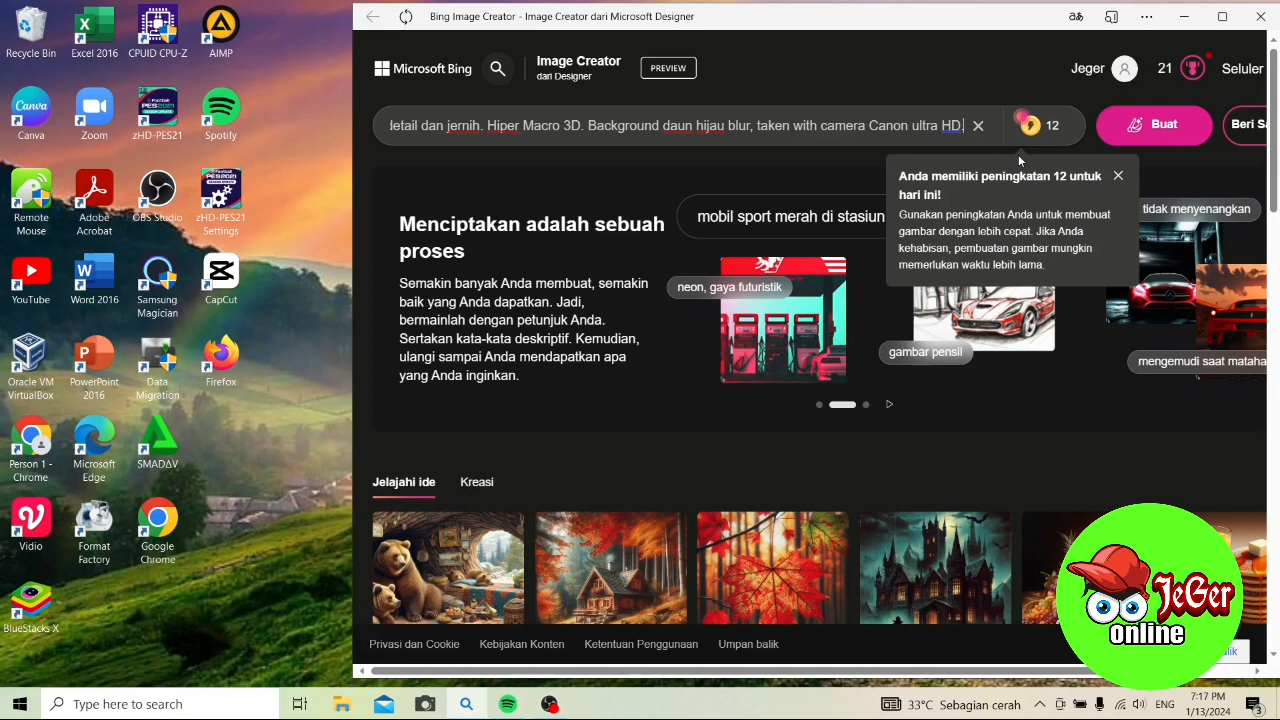 Recycle Bin
Excel 2016
CPUID CPU-Z
AIMP
Canva
Zoom
zHD-PES21
Spotify
Remote Mouse
Adobe Acrobat
OBS Studio
zHD-PES21 Settings
YouTube
Word 2016
Samsung Magician
CapCut
Oracle VM VirtualBox
PowerPoint 2016
Data Migration
Firefox
Person 1 - Chrome
Microsoft Edge
SMADΔV
Vidio
Format Factory
Google Chrome
BlueStacks X
Bing Image Creator - Image Creator dari Microsoft Designer
Microsoft Bing
Image Creator
dari Designer
PREVIEW
Jeger
21
Seluler
detail dan jernih. Hiper Macro 3D. Background daun hijau blur, taken with camera Canon ultra HD
12
Buat
Beri
Anda memiliki peningkatan 12 untuk
hari ini!
Gunakan peningkatan Anda untuk membuat
gambar dengan lebih cepat. Jika Anda
kehabisan, pembuatan gambar mungkin
memerlukan waktu lebih lama.
Menciptakan adalah sebuah
proses
Semakin banyak Anda membuat, semakin
baik yang Anda dapatkan. Jadi,
bermainlah dengan petunjuk Anda.
Sertakan kata-kata deskriptif. Kemudian,
ulangi sampai Anda mendapatkan apa
yang Anda inginkan.
mobil sport merah di stasiun
tidak menyenangkan
neon, gaya futuristik
gambar pensil
mengemudi saat mataha
Jelajahi ide
Kreasi
Privasi dan Cookie
Kebijakan Konten
Ketentuan Penggunaan
Umpan balik
JeGer
online
Type here to search
33°C Sebagian cerah
7:17 PM
1/13/2024
3